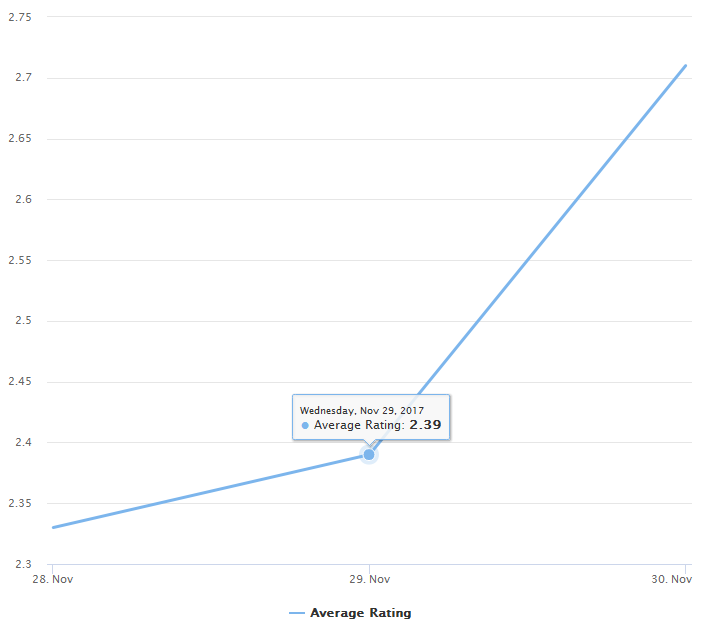 2.75
2.7
2.65
2.6
2.55
2.5
2.45
2.4
2.35
2.3
Wednesday, Nov 29, 2017
Average Rating: 2.39
28. Nov
29. Nov
30. Nov
Average Rating